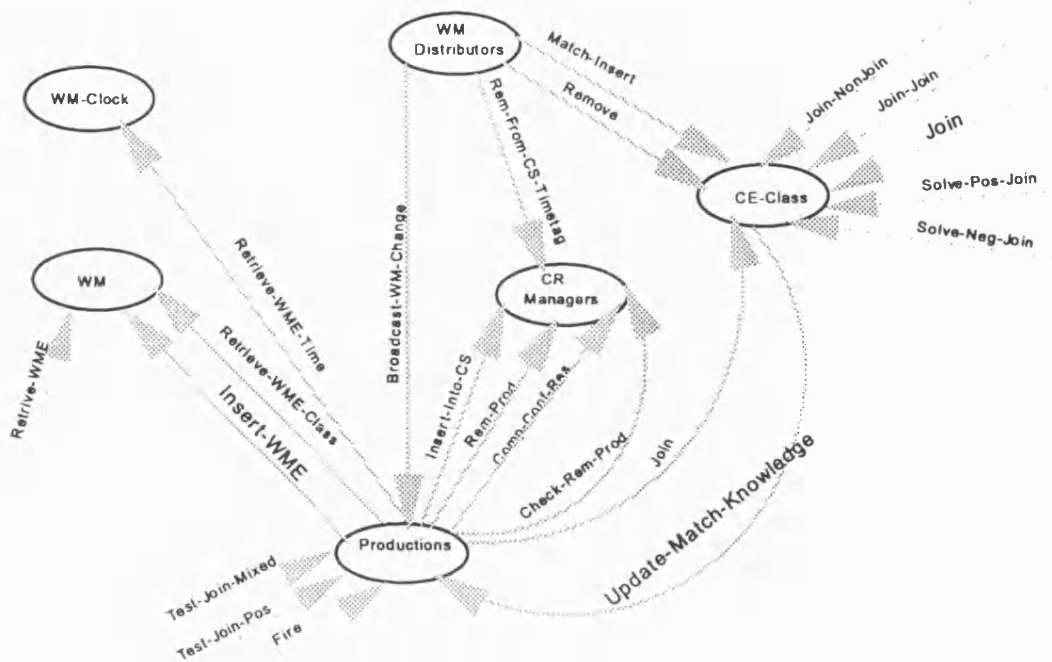 WM
Distributors
Match-Insert
Remove
WM-Clock
Rem-From-CS-Timetag
Join-NonJoin
Join-Join
Join
Solve-Pos-Join
Solve-Neg-Join
CE-Class
Broadcast-WM-Change
Retrieve-WME-Time
WM
CR
Managers
Retrive-WME
Retrieve-WME-Class
Insert-WME
Insert-Into-CS
Rem-Prod
Comp-Conf-Res
Check-Rem-Prod
Join
Update-Match-Knowledge
Productions
Test-Join-Mixed
Test-Join-Pos
Fire